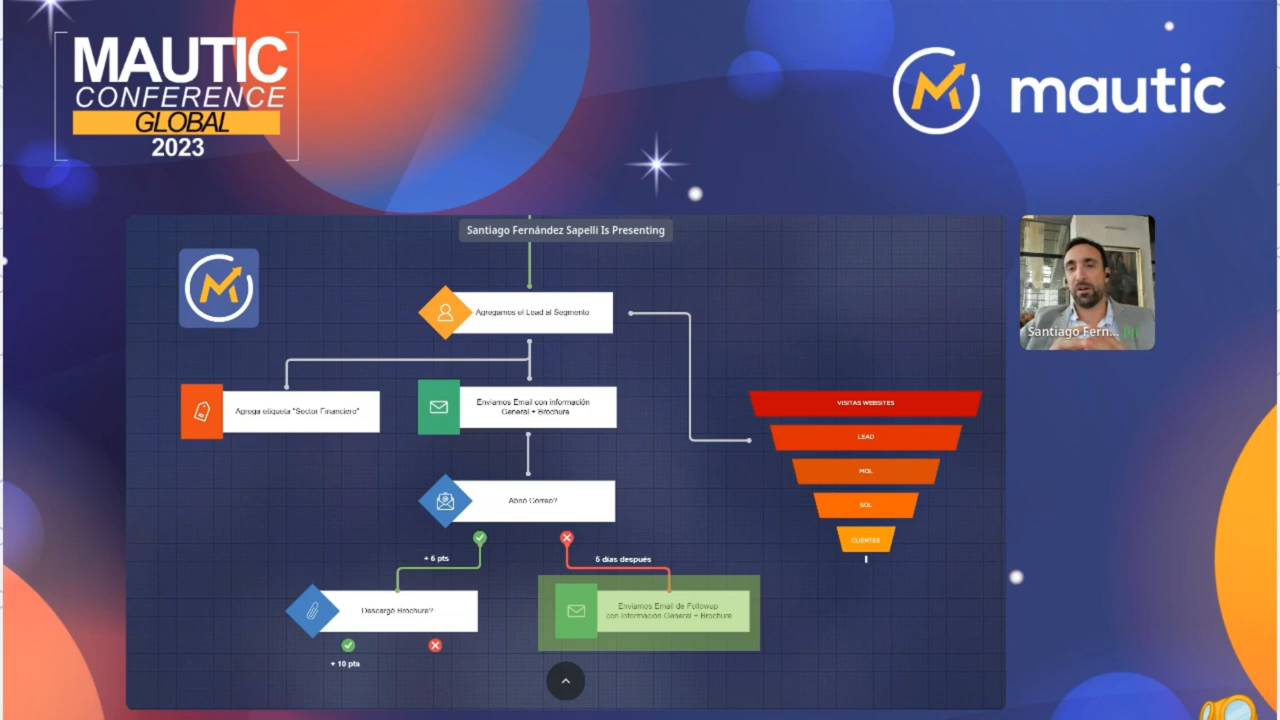 MAUTIC
CONFERENCE
GLOBAL
2023
mautic
Santiago Fernández Sapelli Is Presenting
Agregamos el Lead al Segmento
Agrega etiqueta "Sector Financiero"
Enviamos Email con información
General + Brochure
Abrió Correo?
+ 5 pts
5 días después
Descargó Brochure?
Enviamos Email de Followup
con Información General + Brochure
+ 10 pts
VISITAS WEBSITES
LEAD
MQL
SQL
CLIENTES
Santiago Fern...